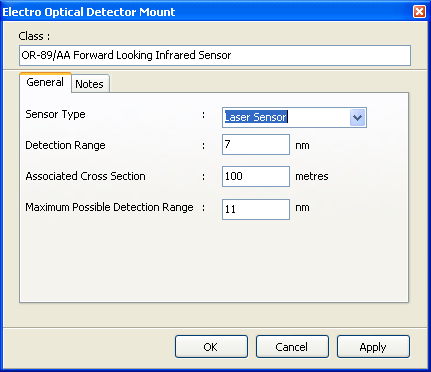 Electro Optical Detector Mount
Class :
OR-89/AA Forward Looking Infrared Sensor
General Notes
Sensor Type : Laser Sensor
Detection Range : 7 nm
Associated Cross Section : 100 metres
Maximum Possible Detection Range : 11 nm
OK Cancel Apply